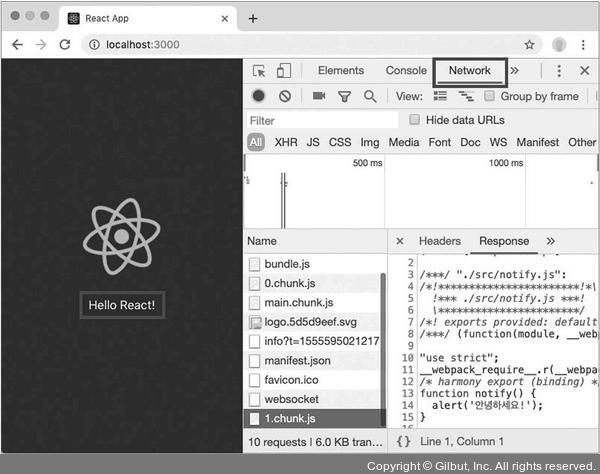 React App
localhost:3000
Elements Console Network
View: Group by frame
Filter Hide data URLs
All XHR JS CSS Img Media Font Doc WS Manifest Other
500 ms 1000 ms
Hello React!
Name
bundle.js
0.chunk.js
main.chunk.js
logo.5d5d9eef.svg
info?t=1555595021217
manifest.json
favicon.ico
websocket
1.chunk.js
10 requests | 6.0 KB tran…
Headers Response
2
3 /***/ "./src/notify.js":
4 /*!***********************!*\
5 !*** ./src/notify.js ***!
6 \***********************/
7 /*! exports provided: default
8 /***/ (function(module, __webp
9
10 "use strict";
11 __webpack_require__.r(__webpa
12 /* harmony export (binding) */
13 function notify() {
14 alert('안녕하세요!');
15 }
{} Line 1, Column 1
Copyright © Gilbut, Inc. All rights reserved.